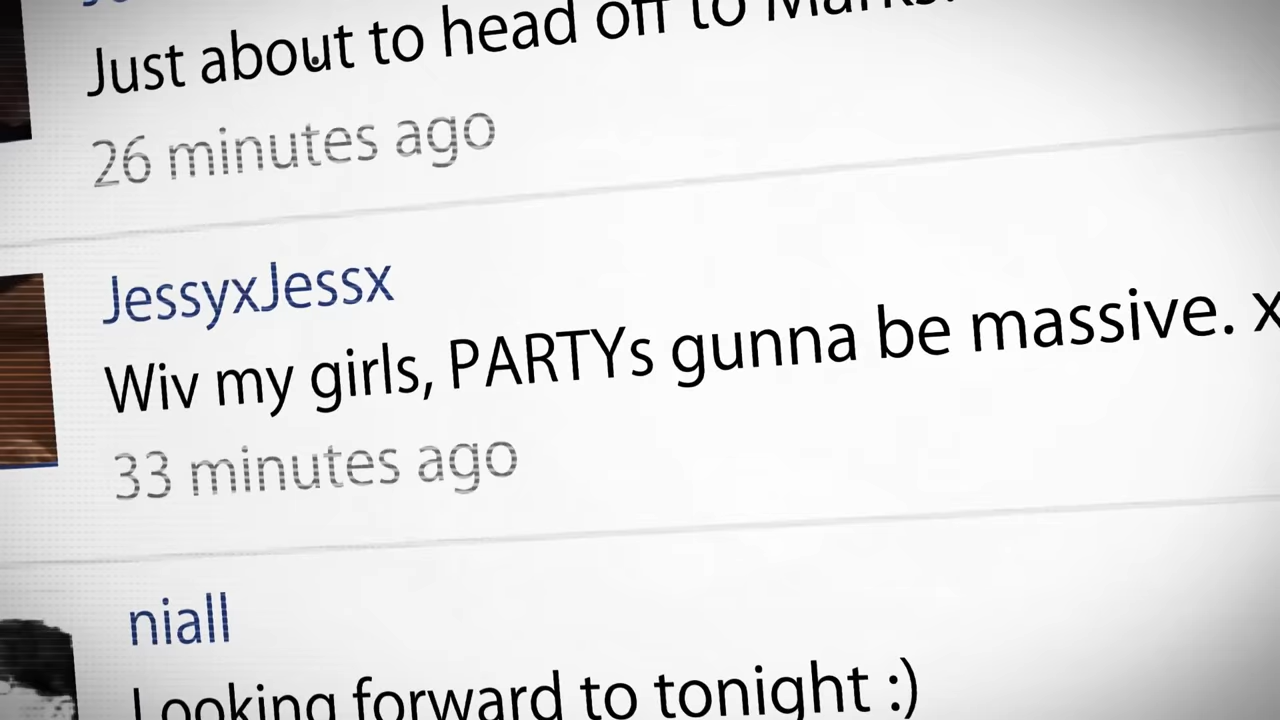 Just about to head off to Marks.
26 minutes ago
JessyxJessx
Wiv my girls, PARTYs gunna be massive. x
33 minutes ago
niall
Looking forward to tonight :)